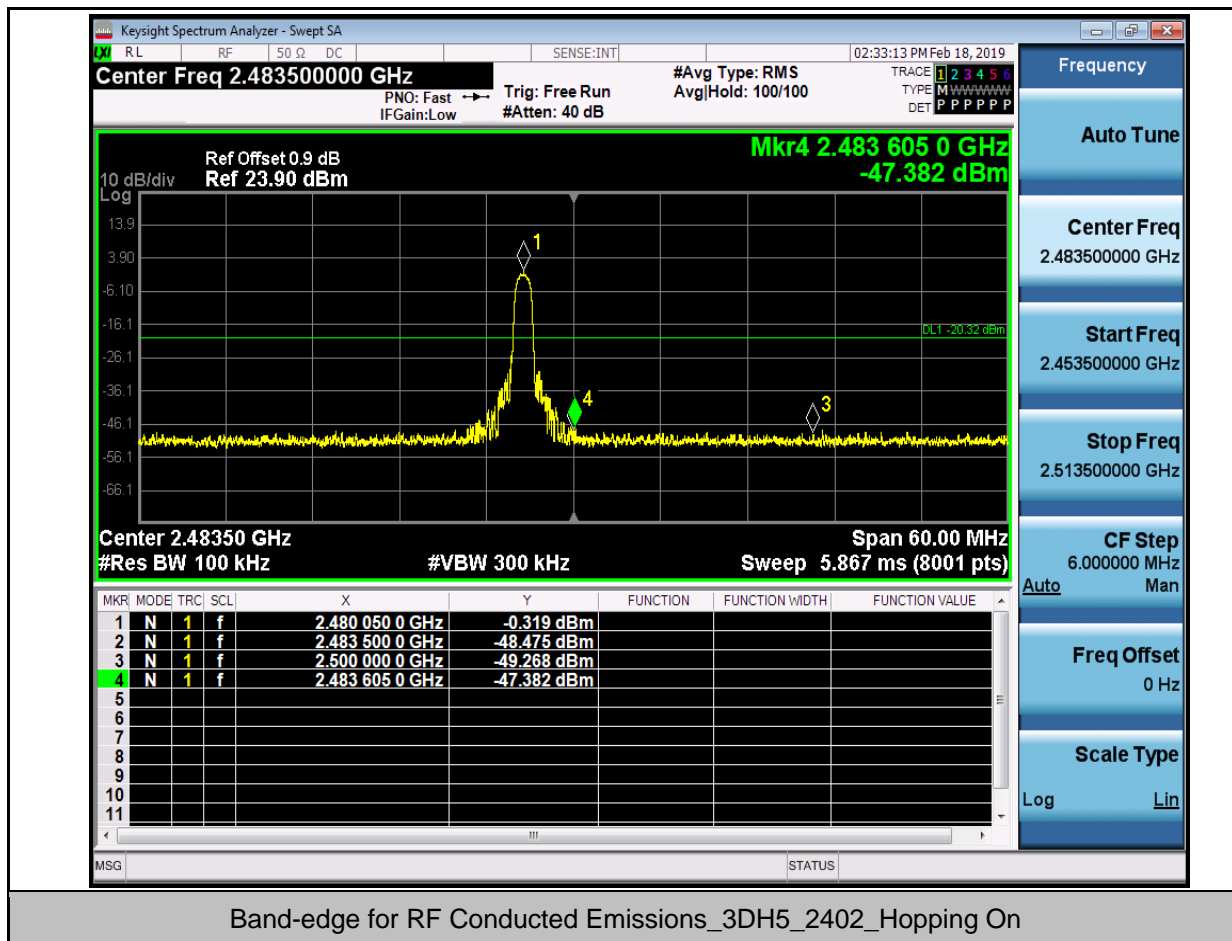 Keysight Spectrum Analyzer - Swept SA
LXI RL RF 50 Ω DC SENSE:INT 02:33:13 PM Feb 18, 2019
Center Freq 2.483500000 GHz
PNO: Fast
IFGain:Low
Trig: Free Run
#Atten: 40 dB
#Avg Type: RMS
Avg|Hold: 100/100
TRACE 1 2 3 4 5 6
TYPE M W W W W W
DET P P P P P P
Mkr4 2.483 605 0 GHz
-47.382 dBm
Ref Offset 0.9 dB
10 dB/div Ref 23.90 dBm
Log
13.9
3.90
-6.10
-16.1
-26.1
-36.1
-46.1
-56.1
-66.1
1
DL1 -20.32 dBm
4
3
Center 2.48350 GHz Span 60.00 MHz
#Res BW 100 kHz #VBW 300 kHz Sweep 5.867 ms (8001 pts)
MKR MODE TRC SCL X Y FUNCTION FUNCTION WIDTH FUNCTION VALUE
1 N 1 f 2.480 050 0 GHz -0.319 dBm
2 N 1 f 2.483 500 0 GHz -48.475 dBm
3 N 1 f 2.500 000 0 GHz -49.268 dBm
4 N 1 f 2.483 605 0 GHz -47.382 dBm
5
6
7
8
9
10
11
MSG STATUS
Frequency
Auto Tune
Center Freq
2.483500000 GHz
Start Freq
2.453500000 GHz
Stop Freq
2.513500000 GHz
CF Step
6.000000 MHz
Auto Man
Freq Offset
0 Hz
Scale Type
Log Lin
Band-edge for RF Conducted Emissions_3DH5_2402_Hopping On